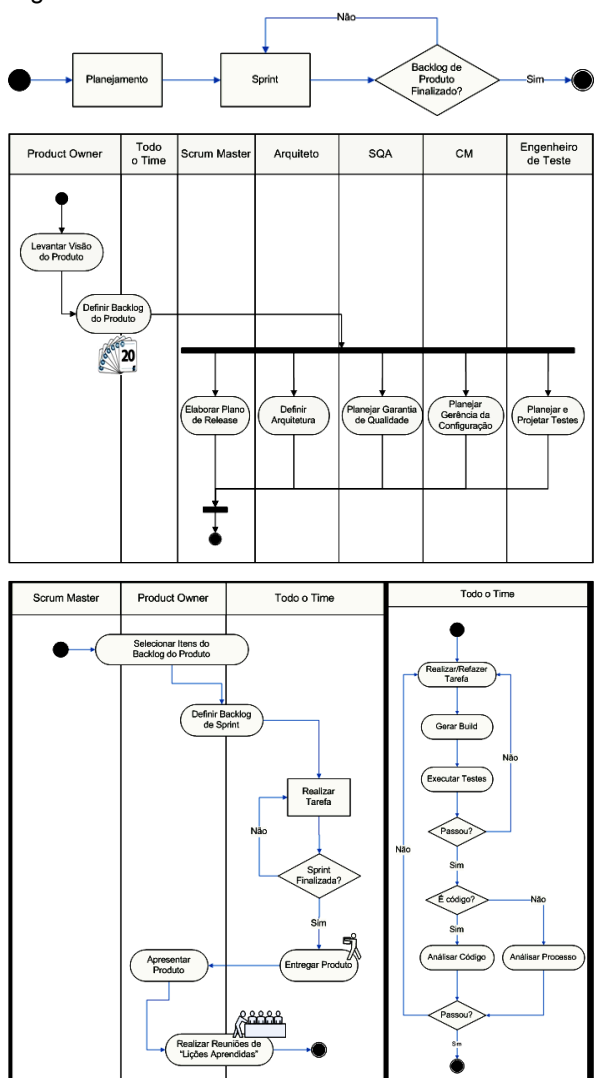 Não
Planejamento
Sprint
Backlog de
Produto
Finalizado?
Sim
Product Owner
Todo
o Time
Scrum Master
Arquiteto
SQA
CM
Engenheiro
de Teste
Levantar Visão
do Produto
Definir Backlog
do Produto
20
Elaborar Plano
de Release
Definir
Arquitetura
Planejar Garantia
de Qualidade
Planejar
Gerência da
Configuração
Planejar e
Projetar Testes
Scrum Master
Product Owner
Todo o Time
Selecionar Itens do
Backlog do Produto
Definir Backlog
de Sprint
Realizar
Tarefa
Não
Sprint
Finalizada?
Sim
Entregar Produto
Apresentar
Produto
Realizar Reuniões de
"Lições Aprendidas"
Todo o Time
Realizar/Refazer
Tarefa
Gerar Build
Executar Testes
Não
Passou?
Não
Sim
É código?
Não
Sim
Análisar Código
Análisar Processo
Passou?
Sim